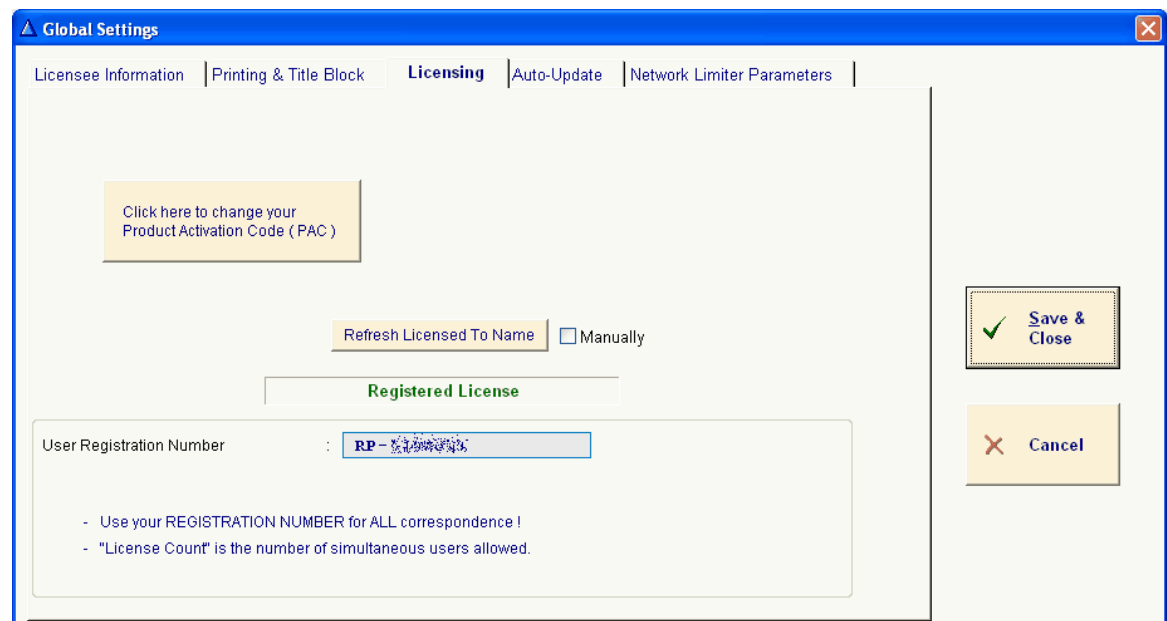 Global Settings
Licensee Information Printing & Title Block Licensing Auto-Update Network Limiter Parameters
Click here to change your
Product Activation Code ( PAC )
Refresh Licensed To Name Manually
Save &
Close
Registered License
User Registration Number : RP -
Cancel
- Use your REGISTRATION NUMBER for ALL correspondence !
- "License Count" is the number of simultaneous users allowed.